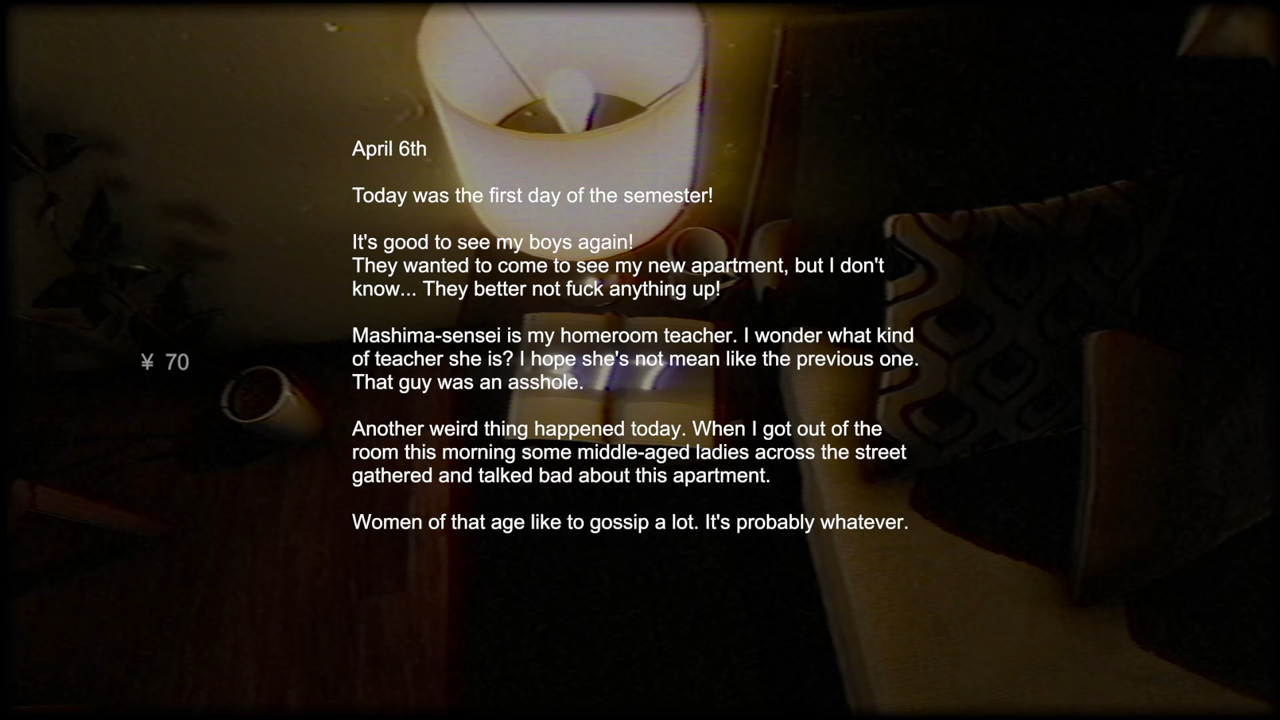 April 6th
Today was the first day of the semester!
It's good to see my boys again!
They wanted to come to see my new apartment, but I don't
know... They better not fuck anything up!
Mashima-sensei is my homeroom teacher. I wonder what kind
of teacher she is? I hope she's not mean like the previous one.
That guy was an asshole.
¥ 70
Another weird thing happened today. When I got out of the
room this morning some middle-aged ladies across the street
gathered and talked bad about this apartment.
Women of that age like to gossip a lot. It's probably whatever.